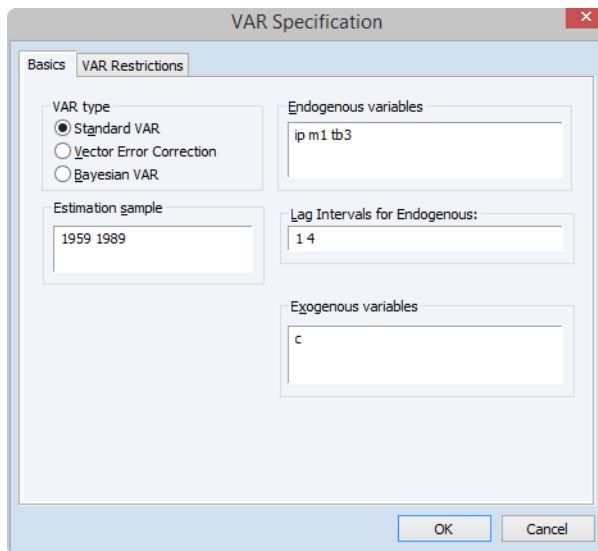 VAR Specification
Basics
VAR Restrictions
VAR type
Standard VAR
Vector Error Correction
Bayesian VAR
Estimation sample
1959 1989
Endogenous variables
ip m1 tb3
Lag Intervals for Endogenous:
1 4
Exogenous variables
c
OK
Cancel